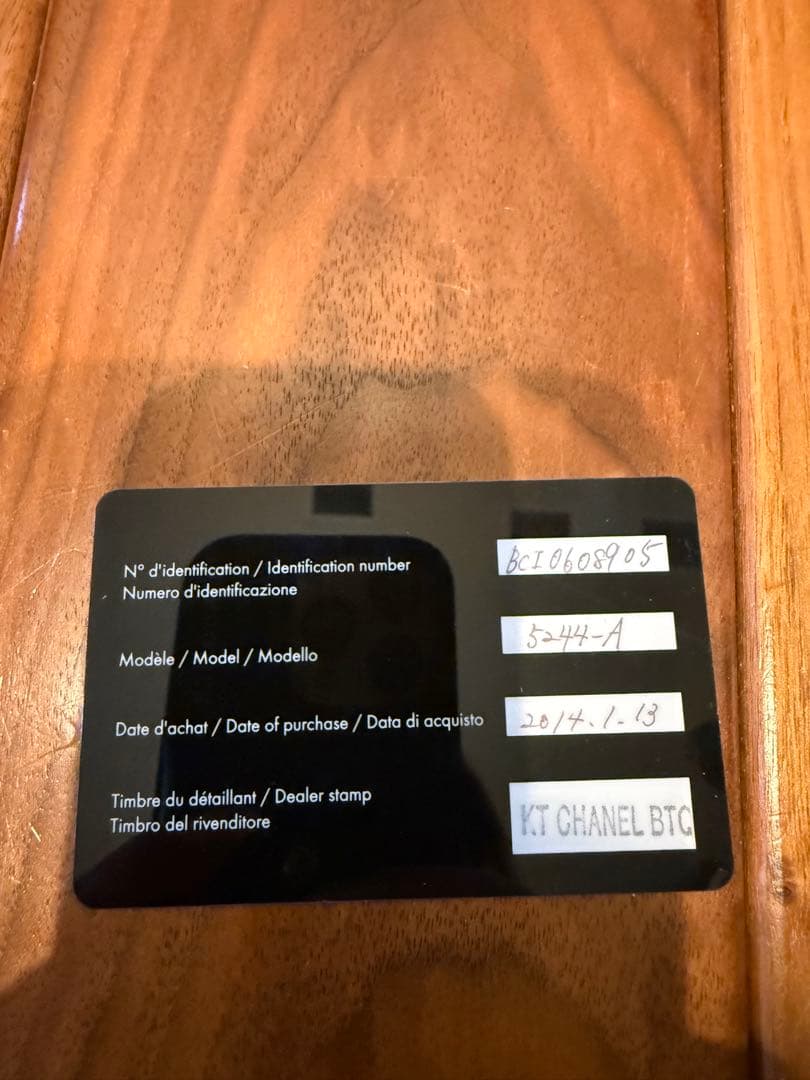 N° d'identification / Identification number
Numero d'identificazione
BCI0608905
Modèle / Model / Modello
5244-A
Date d'achat / Date of purchase / Data di acquisto
2014.1.13
Timbre du détaillant / Dealer stamp
Timbro del rivenditore
KT CHANEL BTC